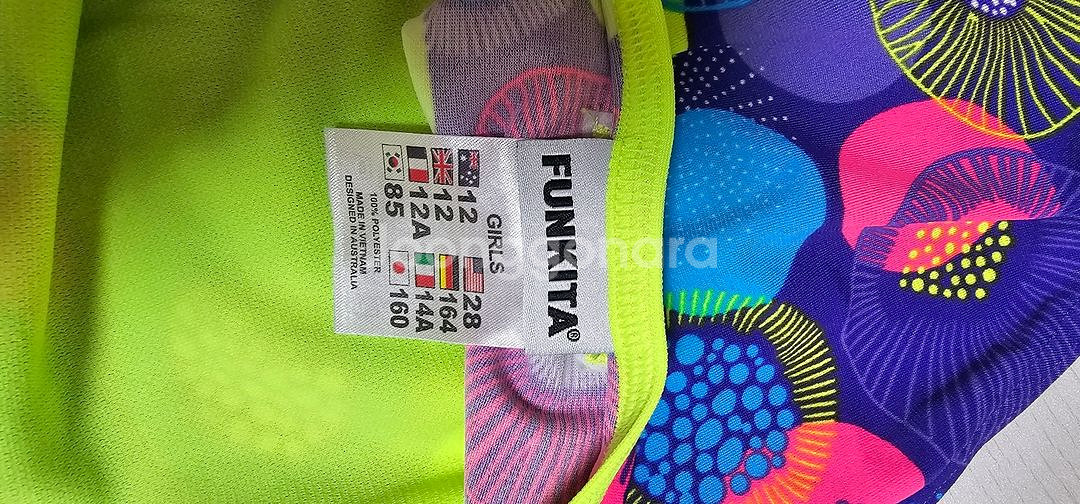 FUNKITA®
GIRLS
12 28
12 164
12A 14A
85 160
100% POLYESTER
MADE IN VIETNAM
DESIGNED IN AUSTRALIA